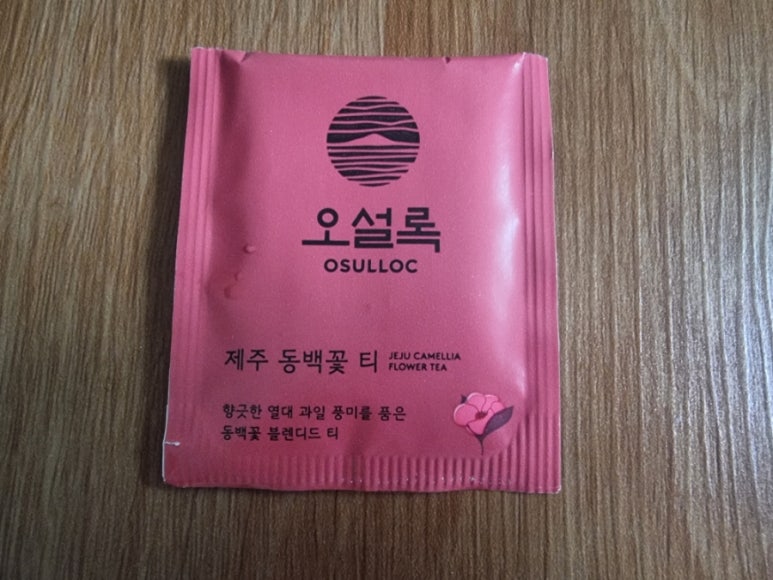 오설록
OSULLOC
제주 동백꽃 티 JEJU CAMELLIA
FLOWER TEA
향긋한 열대 과일 풍미를 품은
동백꽃 블렌디드 티